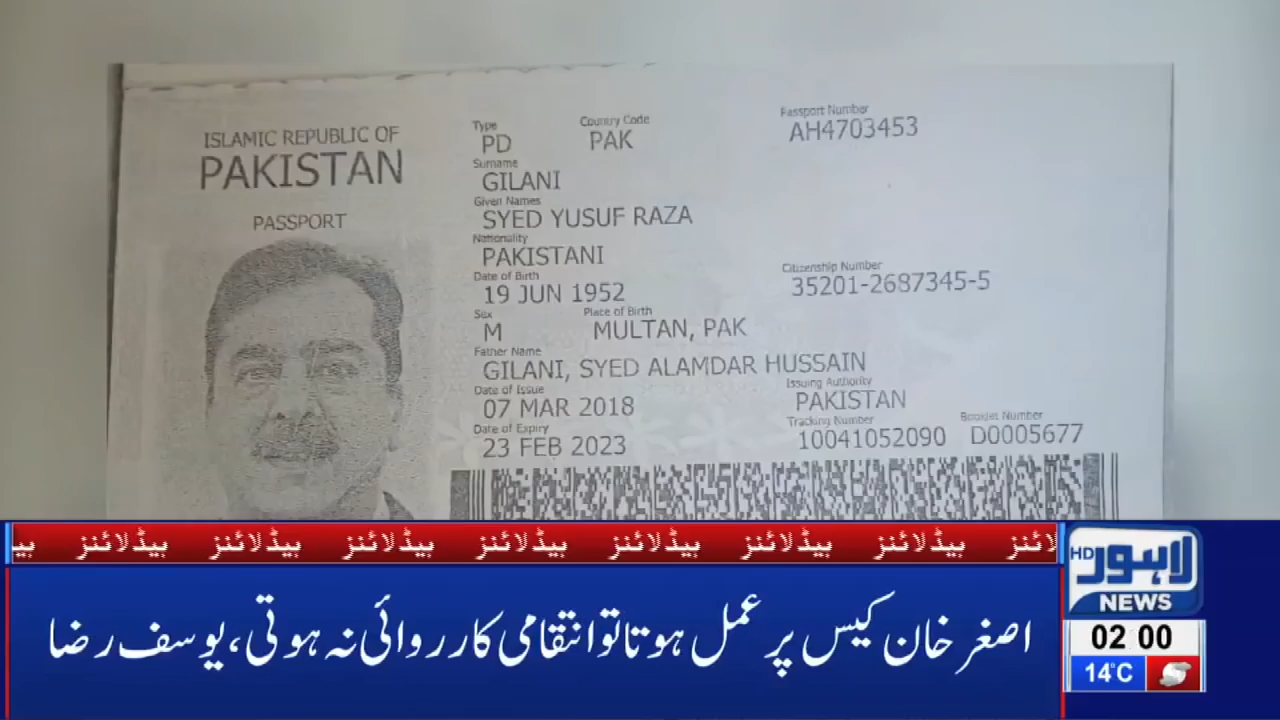 ISLAMIC REPUBLIC OF
PAKISTAN
PASSPORT
Type Country Code Passport Number
PD PAK AH4703453
Surname
GILANI
Given Names
SYED YUSUF RAZA
Nationality
PAKISTANI
Date of Birth Citizenship Number
19 JUN 1952 35201-2687345-5
Sex Place of Birth
M MULTAN, PAK
Father Name
GILANI, SYED ALAMDAR HUSSAIN
Date of Issue Issuing Authority
07 MAR 2018 PAKISTAN
Date of Expiry Tracking Number Booklet Number
23 FEB 2023 10041052090 D0005677
ہیڈلائنز ہیڈلائنز ہیڈلائنز ہیڈلائنز ہیڈلائنز ہیڈلائنز ہیڈلائنز
اصغر خان کیس پر عمل ہوتا تو انتقامی کارروائی نہ ہوتی، یوسف رضا
HD لاہور
NEWS
02 00
14°C